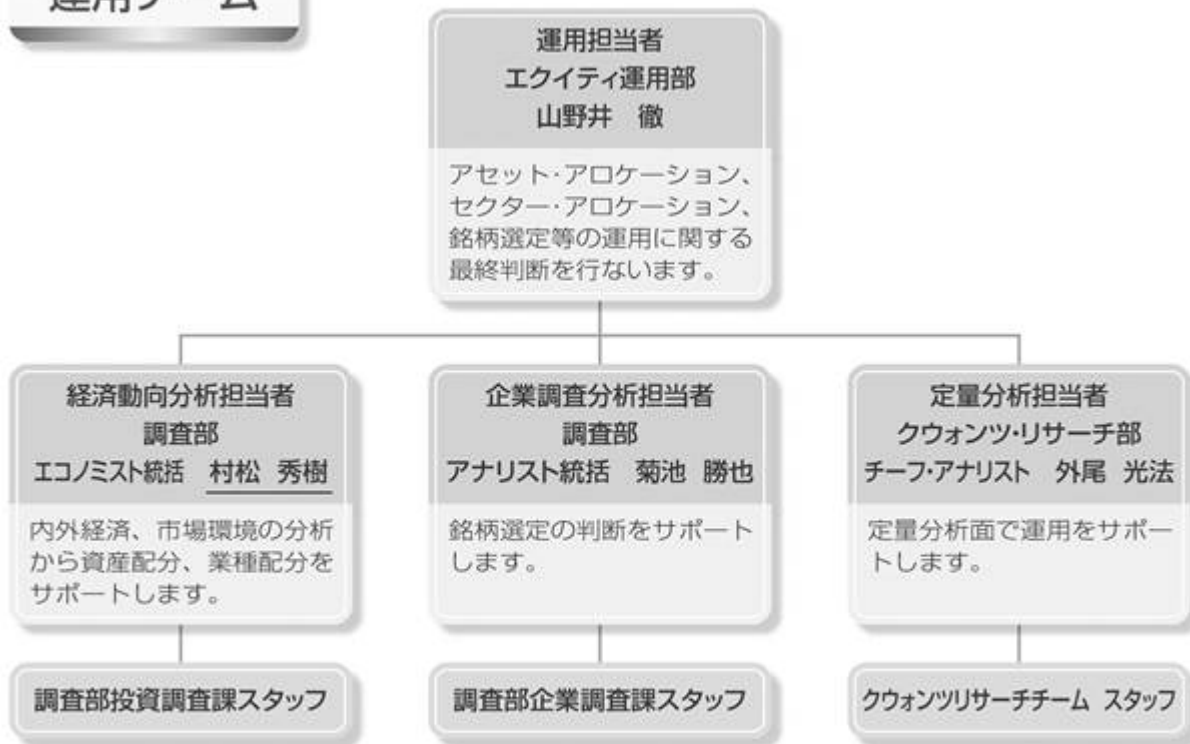 運用チーム
運用担当者
エクイティ運用部
山野井 徹
アセット・アロケーション、
セクター・アロケーション、
銘柄選定等の運用に関する
最終判断を行ないます。
経済動向分析担当者
調査部
エコノミスト統括 村松 秀樹
内外経済、市場環境の分析
から資産配分、業種配分を
サポートします。
企業調査分析担当者
調査部
アナリスト統括 菊池 勝也
銘柄選定の判断をサポート
します。
定量分析担当者
クウォンツ・リサーチ部
チーフ・アナリスト 外尾 光法
定量分析面で運用をサポー
トします。
調査部投資調査課スタッフ
調査部企業調査課スタッフ
クウォンツリサーチチーム スタッフ